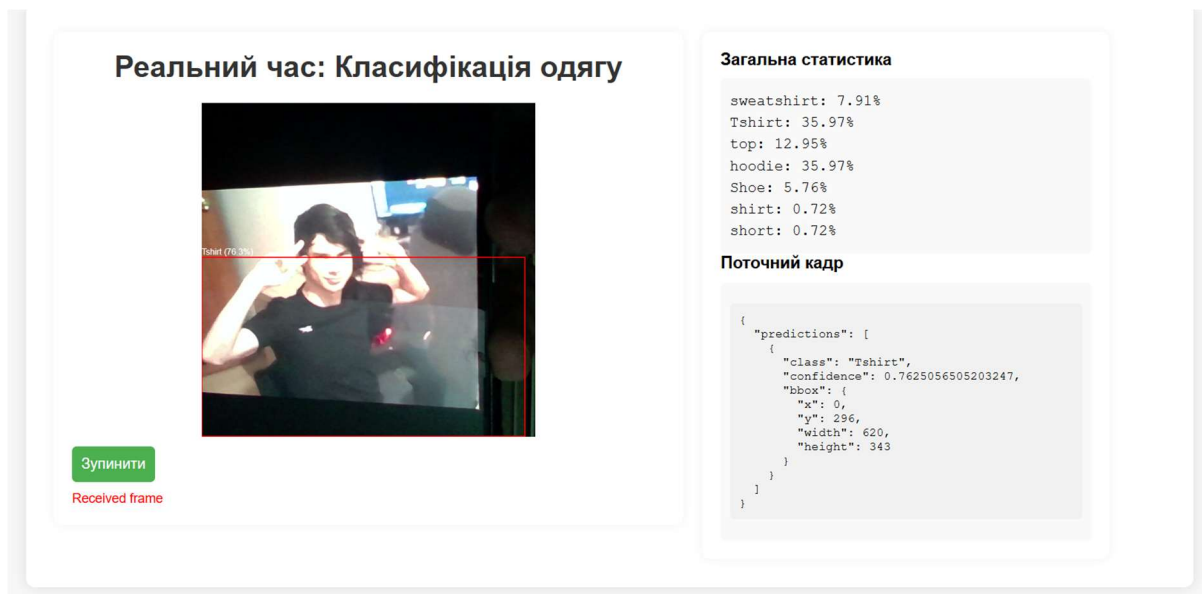 Реальний час: Класифікація одягу
Tshirt (76.3%)
Зупинити
Received frame
Загальна статистика
sweatshirt: 7.91%
Tshirt: 35.97%
top: 12.95%
hoodie: 35.97%
Shoe: 5.76%
shirt: 0.72%
short: 0.72%
Поточний кадр
{
"predictions": [
{
"class": "Tshirt",
"confidence": 0.7625056505203247,
"bbox": {
"x": 0,
"y": 296,
"width": 620,
"height": 343
}
}
]
}